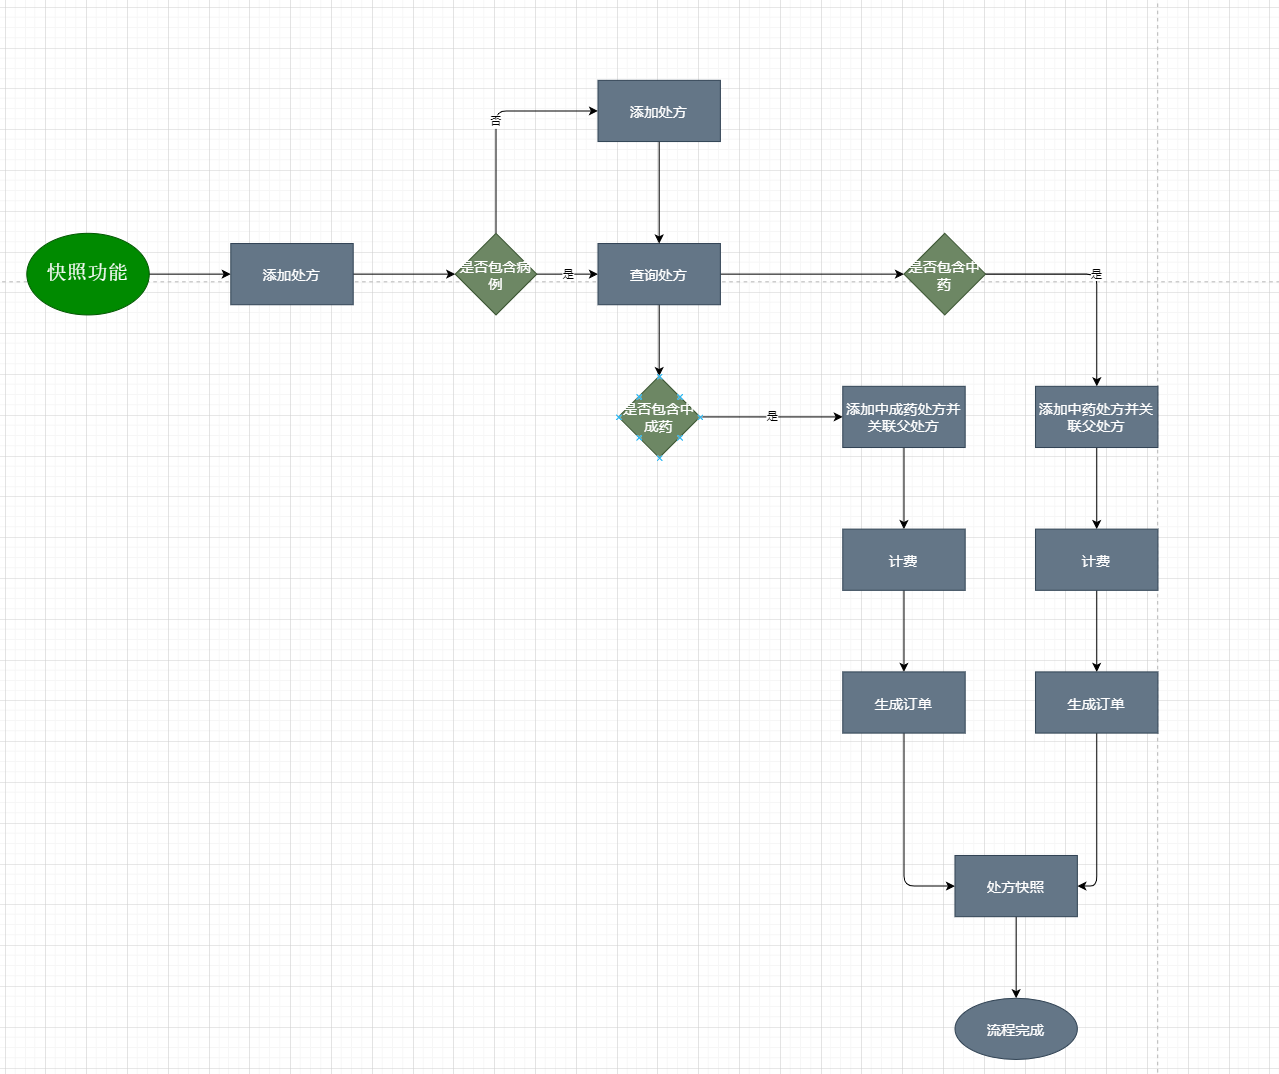 添加处方
否
快照功能
添加处方
是否包含病
例
是
查询处方
是否包含中
药
是
是否包含中
成药
是
添加中成药处方并
关联父处方
添加中药处方并关
联父处方
计费
计费
生成订单
生成订单
处方快照
流程完成